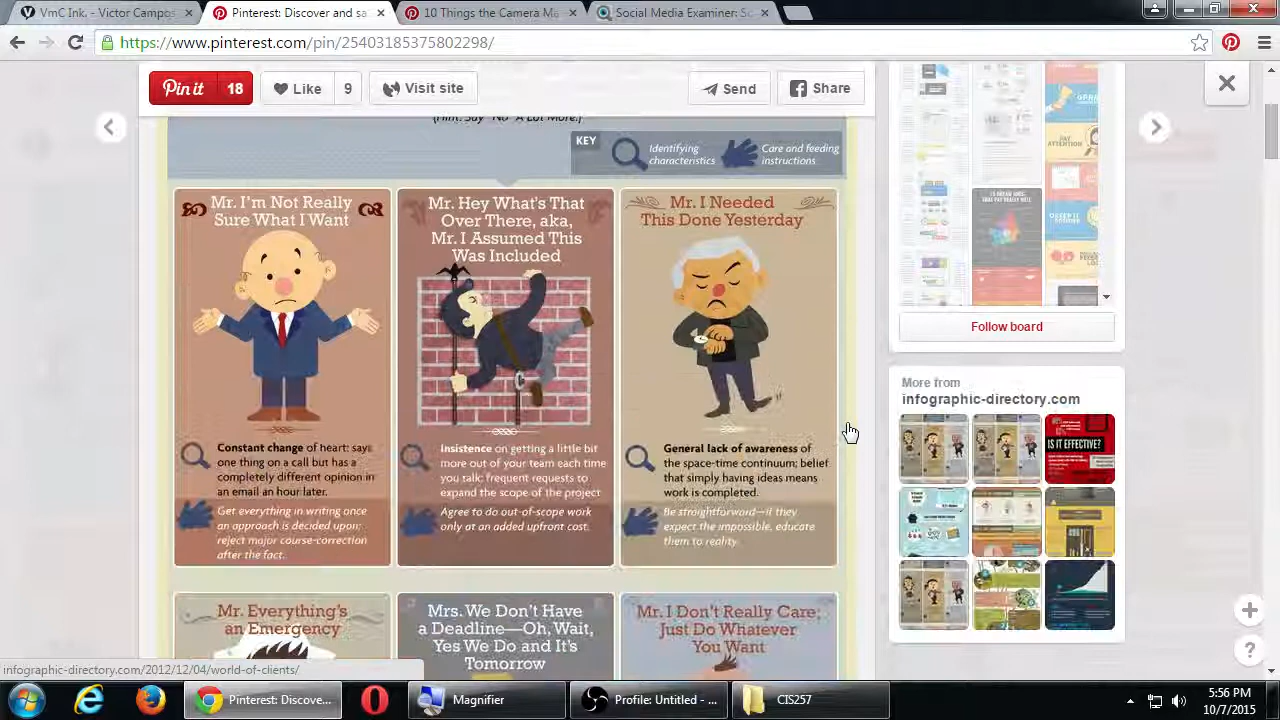 VmC Ink. - Victor Campos
Pinterest: Discover and sa
10 Things the Camera Me
Social Media Examiner: So
https://www.pinterest.com/pin/25403185375802298/
Pin it 18
Like 9
Visit site
Send
Share
(Hint: Say "No" A Lot More.)
KEY
Identifying
characteristics
Care and feeding
instructions
Mr. I'm Not Really
Sure What I Want
Constant change of heart—
one thing on call but have a
completely different opinion in
an email an hour later.
Get everything in writing once
an approach is decided upon;
reject major course-correction
after the fact.
Mr. Hey What's That
Over There, aka,
Mr. I Assumed This
Was Included
Insistence on getting a little bit
more out of your team each time
you talk; frequent requests to
expand the scope of the project
Agree to do out-of-scope work
only at an added upfront cost.
Mr. I Needed
This Done Yesterday
General lack of awareness of
the space-time continuum; belief
that simply having ideas means
work is completed.
Be straightforward—if they
expect the impossible, educate
them to reality.
Mr. Everything's
an Emergency
Mrs. We Don't Have
a Deadline—Oh, Wait,
Yes We Do and It's
Tomorrow
Mr. I Don't Really Care
Just Do Whatever
You Want
PAY
ATTENTION
Follow board
More from
infographic-directory.com
IS IT EFFECTIVE?
infographic-directory.com/2012/12/04/world-of-clients/
Pinterest: Discove...
Magnifier
Profile: Untitled - ...
CIS257
5:56 PM
10/7/2015